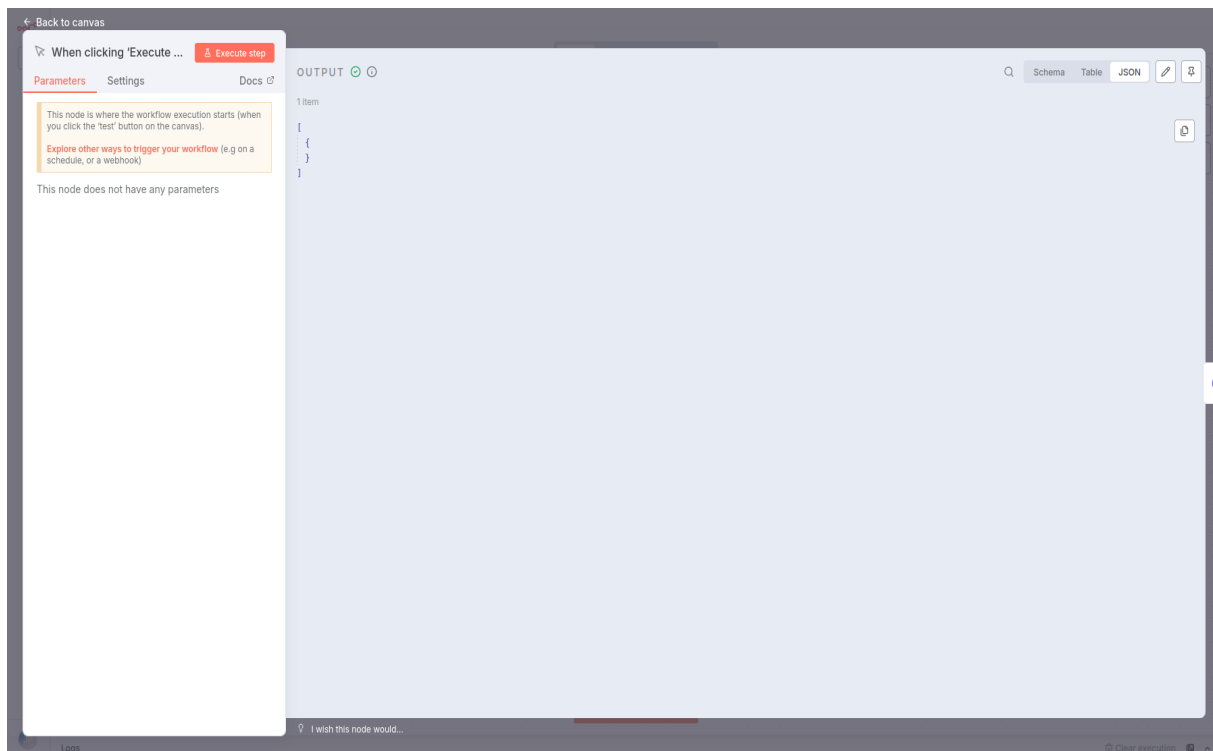 Back to canvas
When clicking ‘Execute ...
Execute step
Parameters
Settings
Docs
This node is where the workflow execution starts (when
you click the ‘test’ button on the canvas).
Explore other ways to trigger your workflow (e.g on a
schedule, or a webhook)
This node does not have any parameters
OUTPUT
Schema
Table
JSON
1 item
[
{
}
]
I wish this node would...
Logs
Clear execution